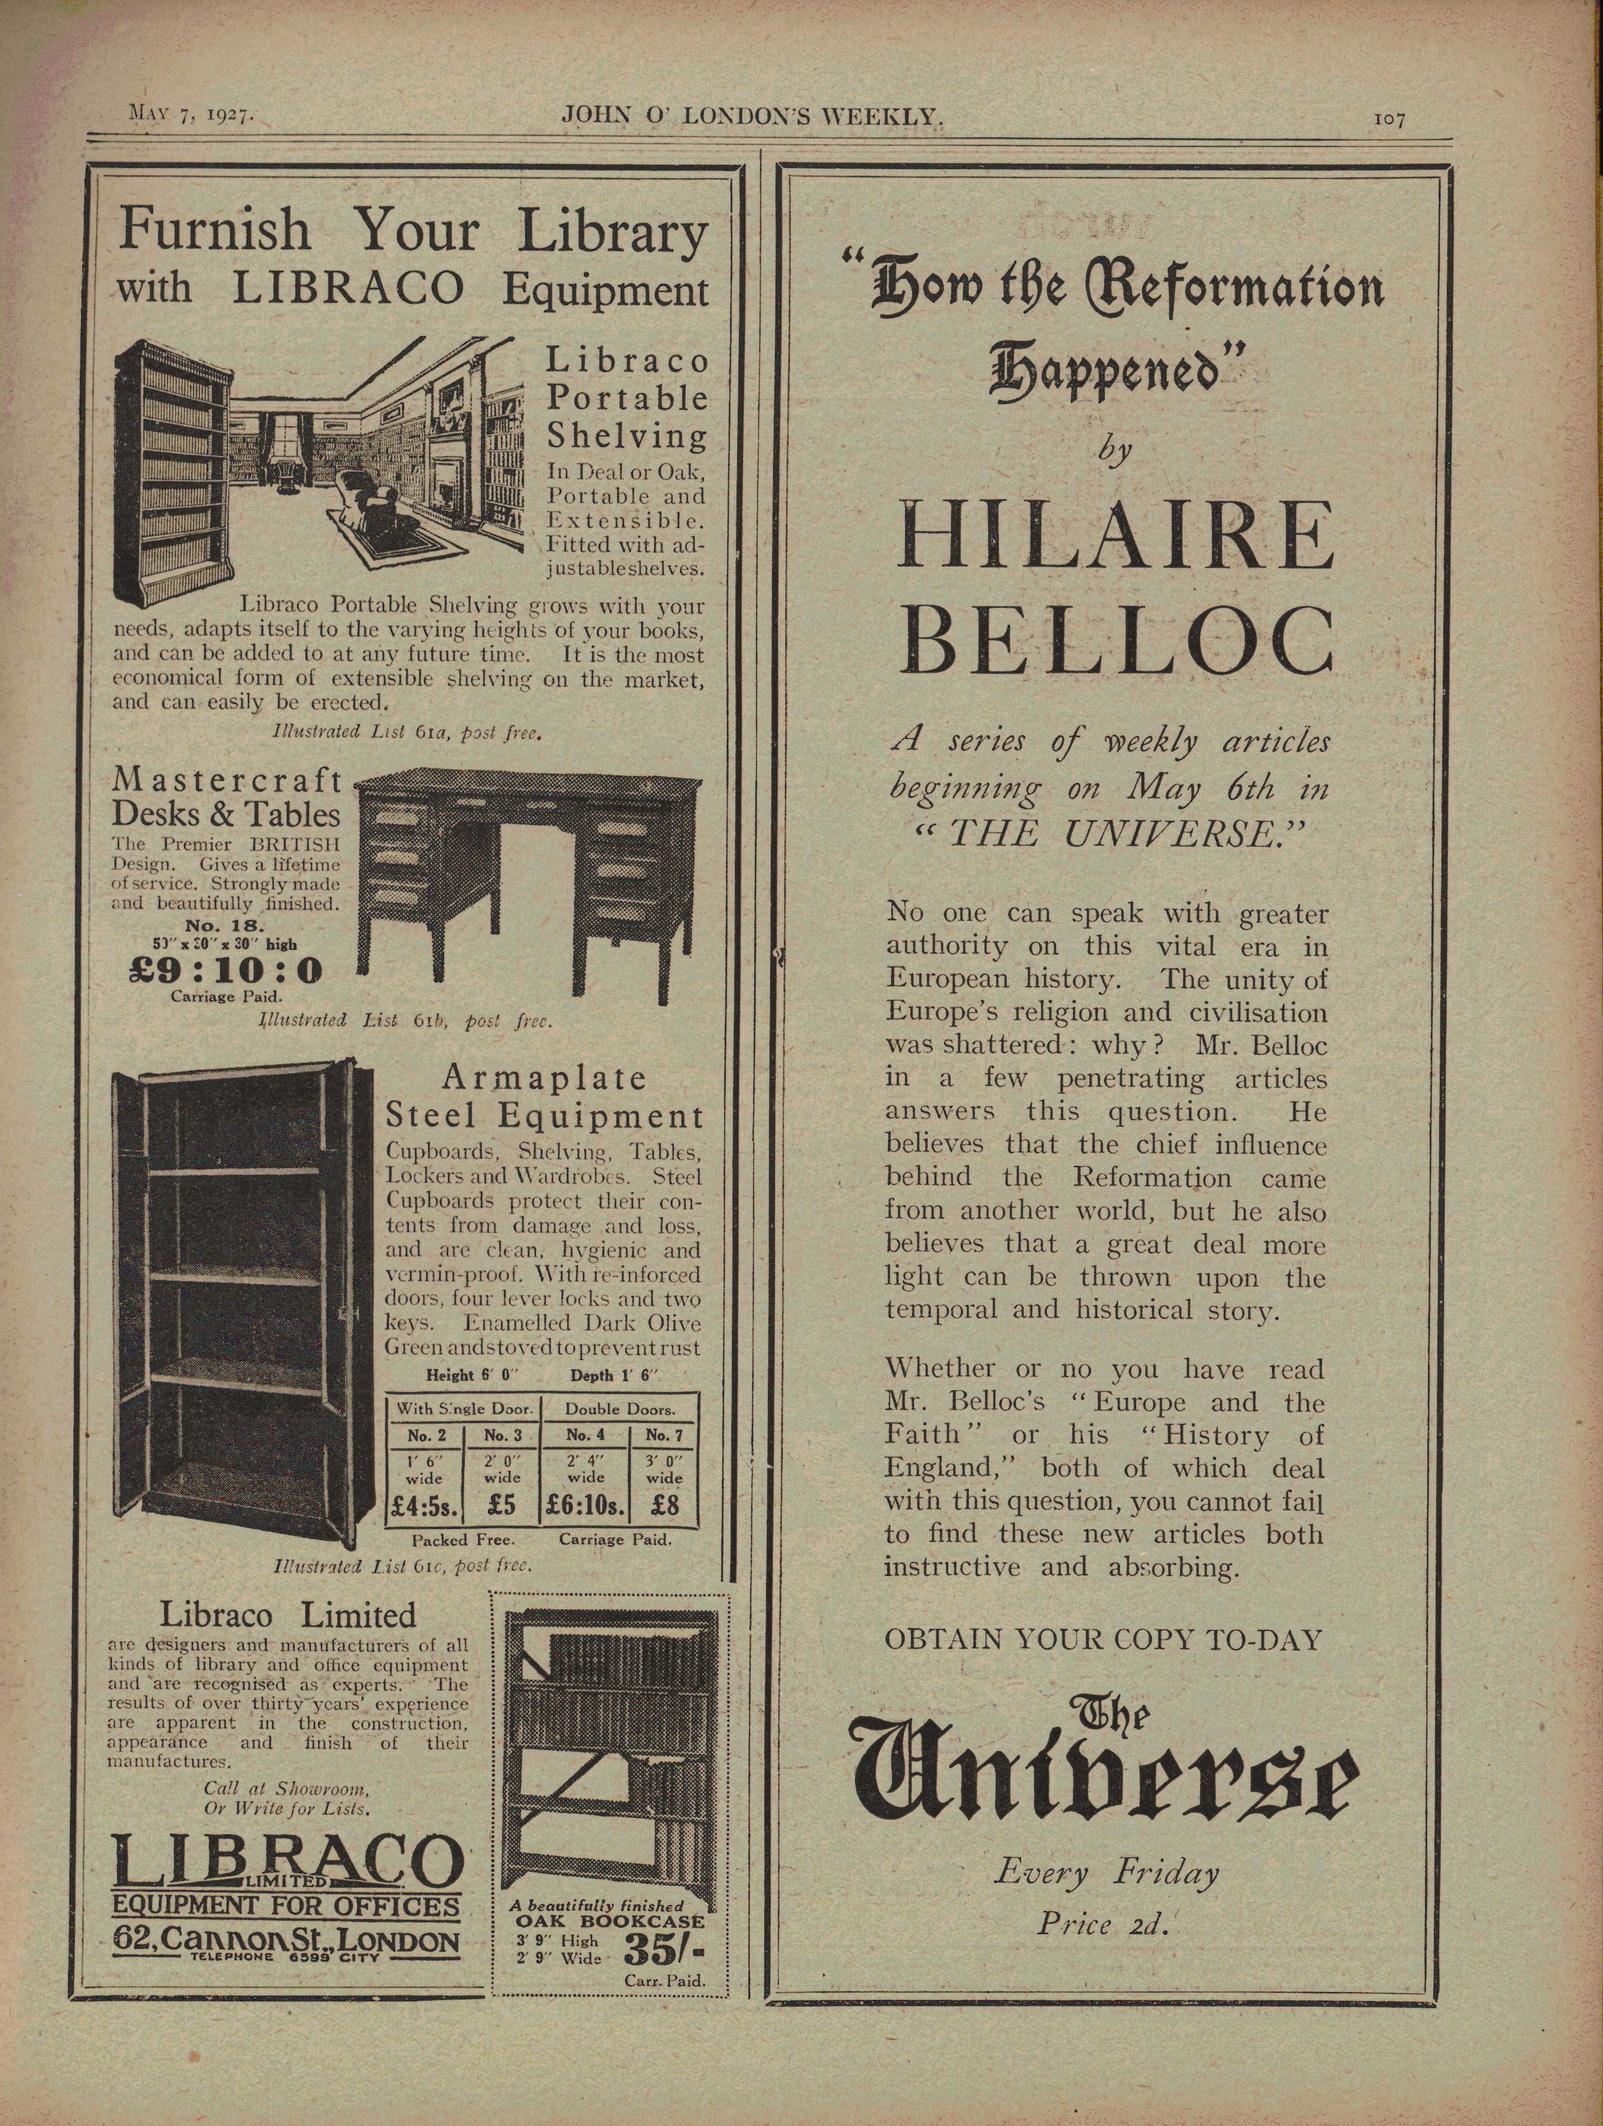 MAY 7, 1927.
JOHN O' LONDON'S WEEKLY.
107
Furnish Your Library
with LIBRACO Equipment
Libraco
Portable
Shelving
In Deal or Oak,
Portable and
Extensible.
Fitted with ad-
justable shelves.
Libraco Portable Shelving grows with your
needs, adapts itself to the varying heights of your books,
and can be added to at any future time. It is the most
economical form of extensible shelving on the market,
and can easily be erected.
Illustrated List 61a, post free.
Mastercraft
Desks & Tables
The Premier BRITISH
Design. Gives a lifetime
of service. Strongly made
and beautifully finished.
No. 18.
50″ x 30″ x 30″ high
£9 : 10 : 0
Carriage Paid.
Illustrated List 61b, post free.
Armaplate
Steel Equipment
Cupboards, Shelving, Tables,
Lockers and Wardrobes. Steel
Cupboards protect their con-
tents from damage and loss,
and are clean, hygienic and
vermin-proof. With re-inforced
doors, four lever locks and two
keys. Enamelled Dark Olive
Green and stoved to prevent rust
Height 6′ 0″ Depth 1′ 6″
With Single Door. Double Doors.
No. 2 No. 3 No. 4 No. 7
1′ 6″ 2′ 0″ 2′ 4″ 3′ 0″
wide wide wide wide
£4:5s. £5 £6:10s. £8
Packed Free. Carriage Paid.
Illustrated List 61c, post free.
Libraco Limited
are designers and manufacturers of all
kinds of library and office equipment
and are recognised as experts. The
results of over thirty years' experience
are apparent in the construction,
appearance and finish of their
manufactures.
Call at Showroom,
Or Write for Lists.
LIBRACO
LIMITED
EQUIPMENT FOR OFFICES
62, Cannon St., LONDON
TELEPHONE 6599 CITY
A beautifully finished
OAK BOOKCASE
3′ 9″ High
2′ 9″ Wide
35/-
Carr. Paid.
“How the Reformation
Happened”
by
HILAIRE
BELLOC
A series of weekly articles
beginning on May 6th in
“THE UNIVERSE.”
No one can speak with greater
authority on this vital era in
European history. The unity of
Europe's religion and civilisation
was shattered: why? Mr. Belloc
in a few penetrating articles
answers this question. He
believes that the chief influence
behind the Reformation came
from another world, but he also
believes that a great deal more
light can be thrown upon the
temporal and historical story.
Whether or no you have read
Mr. Belloc's “Europe and the
Faith” or his “History of
England,” both of which deal
with this question, you cannot fail
to find these new articles both
instructive and absorbing.
OBTAIN YOUR COPY TO-DAY
The
Universe
Every Friday
Price 2d.